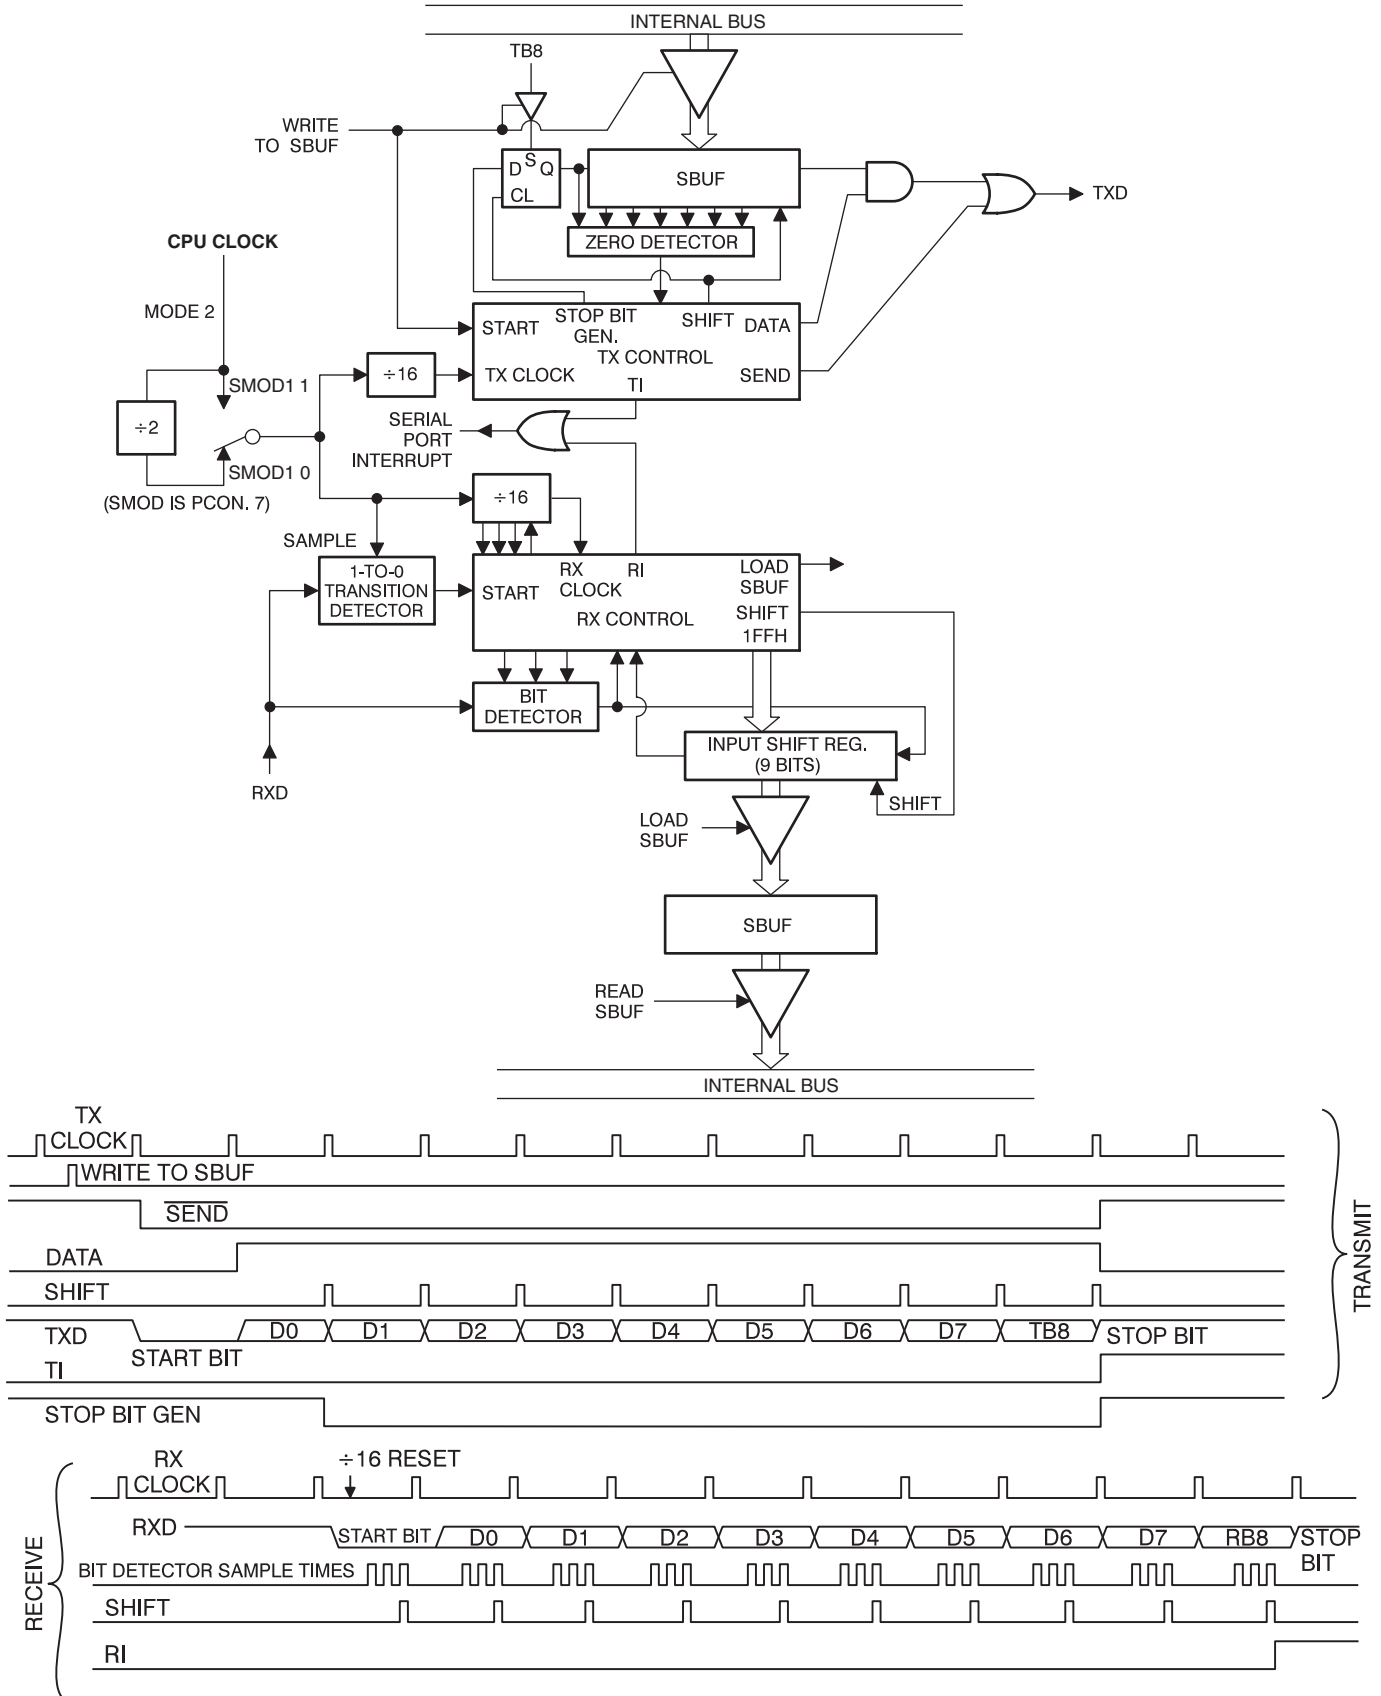 INTERNAL BUS
TB8
WRITE
TO SBUF
D S Q
CL
SBUF
TXD
ZERO DETECTOR
CPU CLOCK
MODE 2
START
STOP BIT
GEN.
SHIFT
DATA
TX CONTROL
TX CLOCK
TI
SEND
÷16
SMOD1 1
÷2
SERIAL
PORT
INTERRUPT
SMOD1 0
(SMOD IS PCON. 7)
÷16
SAMPLE
1-TO-0
TRANSITION
DETECTOR
START
RX
CLOCK
RI
LOAD
SBUF
SHIFT
RX CONTROL
1FFH
BIT
DETECTOR
INPUT SHIFT REG.
(9 BITS)
RXD
SHIFT
LOAD
SBUF
SBUF
READ
SBUF
INTERNAL BUS
TX
CLOCK
WRITE TO SBUF
SEND
DATA
SHIFT
TXD
START BIT
D0 D1 D2 D3 D4 D5 D6 D7 TB8
STOP BIT
TI
STOP BIT GEN
TRANSMIT
RX
CLOCK
÷16 RESET
RXD
START BIT D0 D1 D2 D3 D4 D5 D6 D7 RB8 STOP
BIT
BIT DETECTOR SAMPLE TIMES
SHIFT
RI
RECEIVE